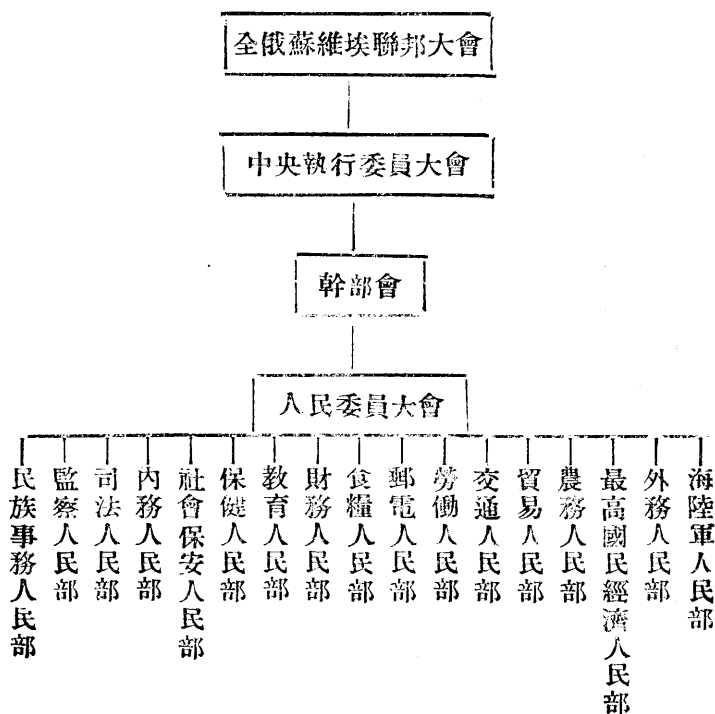 全俄蘇維埃聯邦大會
中央執行委員大會
幹部會
人民委員大會
海陸軍人民部
外務人民部
最高國民經濟人民部
農務人民部
貿易人民部
交通人民部
勞働人民部
郵電人民部
食糧人民部
財務人民部
教育人民部
保健人民部
社會保安人民部
內務人民部
司法人民部
監察人民部
民族事務人民部